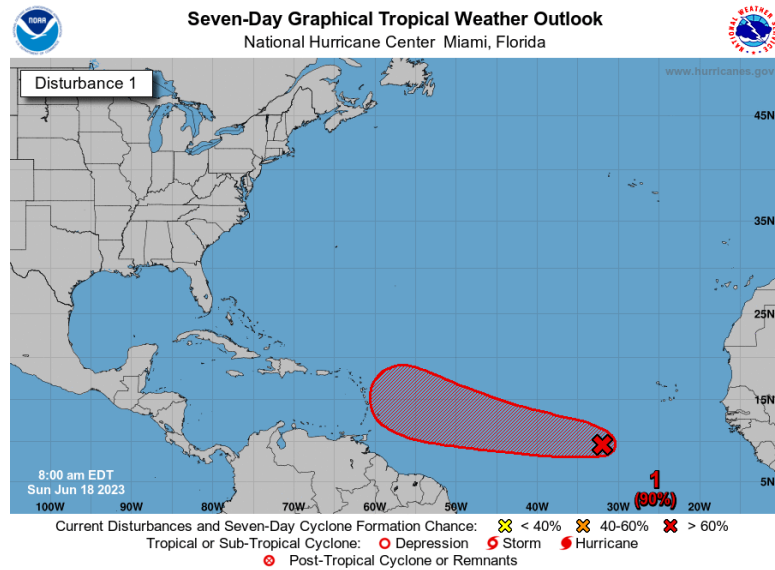 Seven-Day Graphical Tropical Weather Outlook
National Hurricane Center Miami, Florida
NOAA
Disturbance 1
www.hurricanes.gov
45N
35N
25N
15N
5N
8:00 am EDT
Sun Jun 18 2023
1
(90%)
100W 90W 80W 70W 60W 50W 40W 30W 20W
Current Disturbances and Seven-Day Cyclone Formation Chance: < 40% 40-60% > 60%
Tropical or Sub-Tropical Cyclone: Depression Storm Hurricane
Post-Tropical Cyclone or Remnants